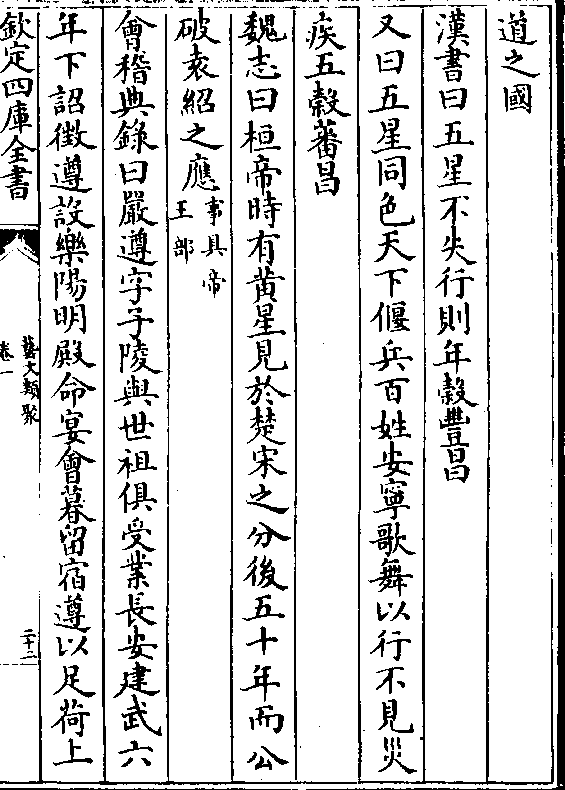 道之國
漢書曰五星不失行則年穀豐昌
又曰五星同色天下偃兵百姓安寧歌舞以行不見災
疾五穀蕃昌
魏志曰桓帝時有黄星見於楚宋之分後五十年而公
破袁紹之應事具帝王部
會稽典錄曰嚴遵字子陵與世祖俱受業長安建武六
年下詔徵遵設樂陽明殿命宴會暮留宿遵以足荷上
欽定四庫全書
藝文類聚
卷一
二十二